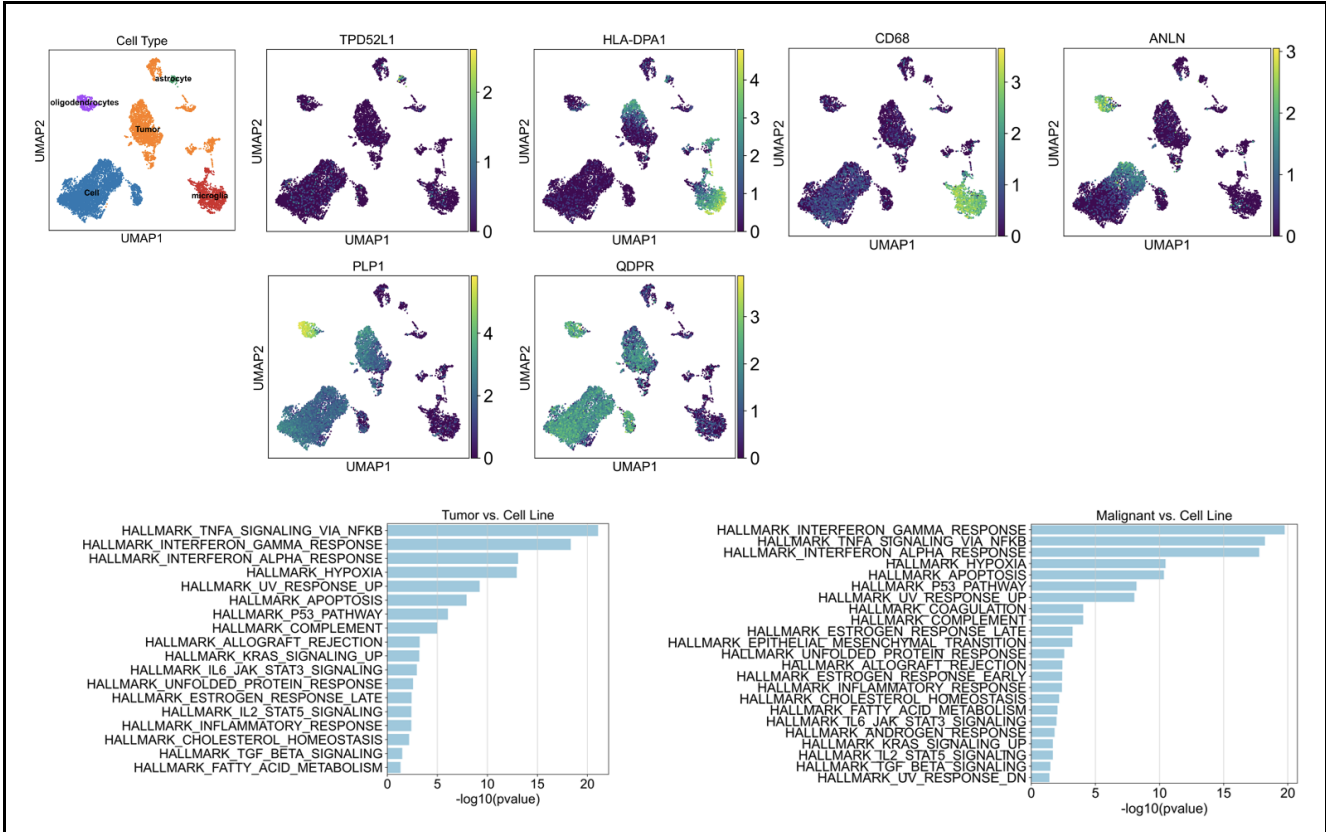 Cell Type
TPD52L1
HLA-DPA1
CD68
ANLN
astrocyte
oligodendrocytes
Tumor
Cell
microglia
UMAP2
UMAP1
UMAP2
UMAP1
2
1
0
UMAP2
UMAP1
4
3
2
1
0
UMAP2
UMAP1
3
2
1
0
UMAP2
UMAP1
3
2
1
0
PLP1
QDPR
UMAP2
UMAP1
4
2
0
UMAP2
UMAP1
3
2
1
0
Tumor vs. Cell Line
HALLMARK_TNFA_SIGNALING_VIA_NFKB
HALLMARK_INTERFERON_GAMMA_RESPONSE
HALLMARK_INTERFERON_ALPHA_RESPONSE
HALLMARK_HYPOXIA
HALLMARK_UV_RESPONSE_UP
HALLMARK_APOPTOSIS
HALLMARK_P53_PATHWAY
HALLMARK_COMPLEMENT
HALLMARK_ALLOGRAFT_REJECTION
HALLMARK_KRAS_SIGNALING_UP
HALLMARK_IL6_JAK_STAT3_SIGNALING
HALLMARK_UNFOLDED_PROTEIN_RESPONSE
HALLMARK_ESTROGEN_RESPONSE_LATE
HALLMARK_IL2_STAT5_SIGNALING
HALLMARK_INFLAMMATORY_RESPONSE
HALLMARK_CHOLESTEROL_HOMEOSTASIS
HALLMARK_TGF_BETA_SIGNALING
HALLMARK_FATTY_ACID_METABOLISM
0 5 10 15 20
-log10(pvalue)
Malignant vs. Cell Line
HALLMARK_INTERFERON_GAMMA_RESPONSE
HALLMARK_TNFA_SIGNALING_VIA_NFKB
HALLMARK_INTERFERON_ALPHA_RESPONSE
HALLMARK_HYPOXIA
HALLMARK_APOPTOSIS
HALLMARK_P53_PATHWAY
HALLMARK_UV_RESPONSE_UP
HALLMARK_COAGULATION
HALLMARK_COMPLEMENT
HALLMARK_ESTROGEN_RESPONSE_LATE
HALLMARK_EPITHELIAL_MESENCHYMAL_TRANSITION
HALLMARK_UNFOLDED_PROTEIN_RESPONSE
HALLMARK_ALLOGRAFT_REJECTION
HALLMARK_ESTROGEN_RESPONSE_EARLY
HALLMARK_INFLAMMATORY_RESPONSE
HALLMARK_CHOLESTEROL_HOMEOSTASIS
HALLMARK_FATTY_ACID_METABOLISM
HALLMARK_IL6_JAK_STAT3_SIGNALING
HALLMARK_ANDROGEN_RESPONSE
HALLMARK_KRAS_SIGNALING_UP
HALLMARK_IL2_STAT5_SIGNALING
HALLMARK_TGF_BETA_SIGNALING
HALLMARK_UV_RESPONSE_DN
0 5 10 15 20
-log10(pvalue)